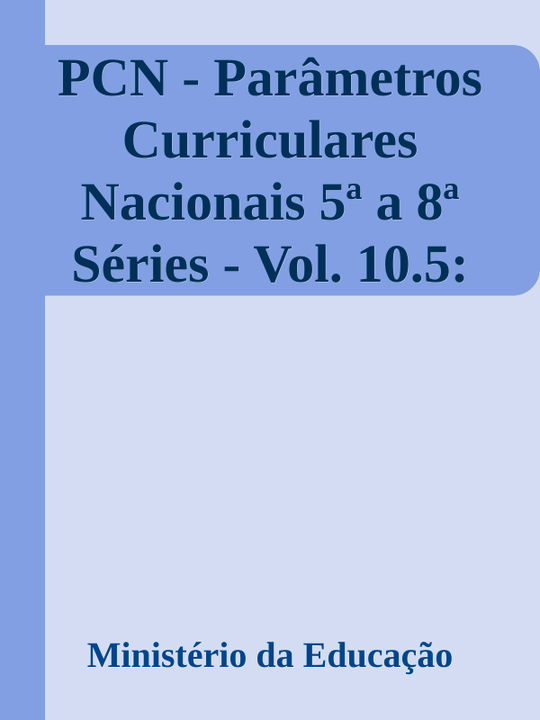 PCN - Parâmetros
Curriculares
Nacionais 5ª a 8ª
Séries - Vol. 10.5:
Ministério da Educação